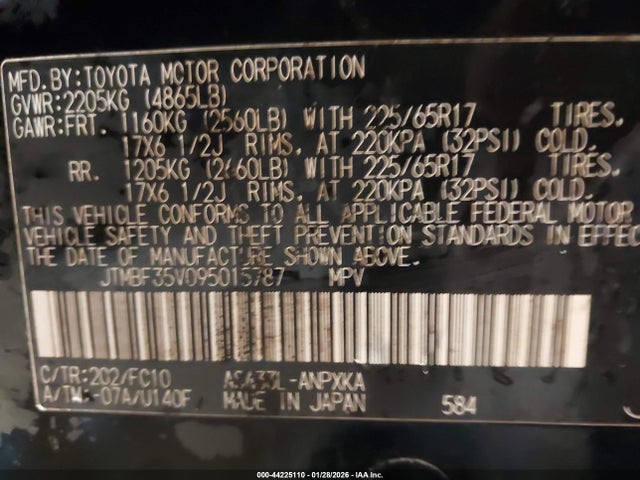 MFD.BY:TOYOTA MOTOR CORPORATION
GVWR:2205KG (4865LB)
GAWR:FRT. 1160KG (2560LB) WITH 225/65R17 TIRES,
17X6 1/2J RIMS, AT 220KPA (32PSI) COLD.
RR. 1205KG (2660LB) WITH 225/65R17 TIRES,
17X6 1/2J RIMS, AT 220KPA (32PSI) COLD.
THIS VEHICLE CONFORMS TO ALL APPLICABLE FEDERAL MOTOR
VEHICLE SAFETY AND THEFT PREVENTION STANDARDS IN EFFEC
THE DATE OF MANUFACTURE SHOWN ABOVE.
JTMBF35V095015787 MPV
C/TR:202/FC10 ASA33L-ANPXKA
-07A/U140F MADE IN JAPAN 584
000-44225110 | 01/28/2026 | IAA Inc.